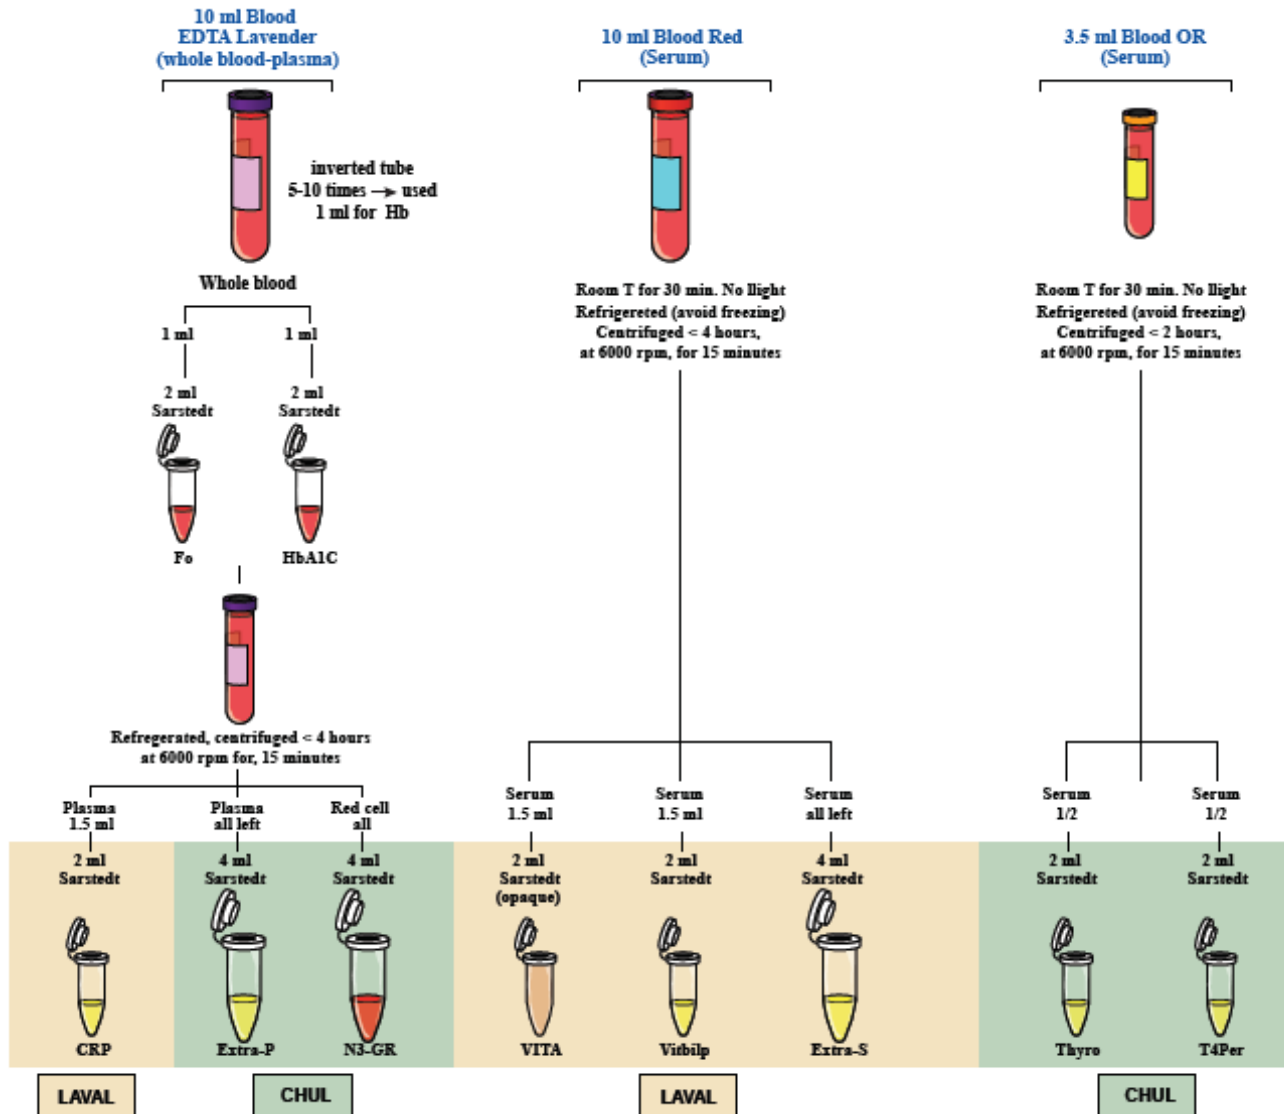 10 ml Blood
EDTA Lavender
(whole blood-plasma)
10 ml Blood Red
(Serum)
3.5 ml Blood OR
(Serum)
inverted tube
5-10 times → used
1 ml for Hb
Whole blood
1 ml
1 ml
2 ml
Sarstedt
2 ml
Sarstedt
Fo
HbA1C
Refregerated, centrifuged < 4 hours
at 6000 rpm for, 15 minutes
Room T for 30 min. No llight
Refrigereted (avoid freezing)
Centrifuged < 4 hours,
at 6000 rpm, for 15 minutes
Room T for 30 min. No llight
Refrigereted (avoid freezing)
Centrifuged < 2 hours,
at 6000 rpm, for 15 minutes
Plasma
1.5 ml
Plasma
all left
Red cell
all
Serum
1.5 ml
Serum
1.5 ml
Serum
all left
Serum
1/2
Serum
1/2
2 ml
Sarstedt
4 ml
Sarstedt
4 ml
Sarstedt
2 ml
Sarstedt
(opaque)
2 ml
Sarstedt
4 ml
Sarstedt
2 ml
Sarstedt
2 ml
Sarstedt
CRP
Extra-P
N3-GR
VITA
Vitbilp
Extra-S
Thyro
T4Per
LAVAL
CHUL
LAVAL
CHUL